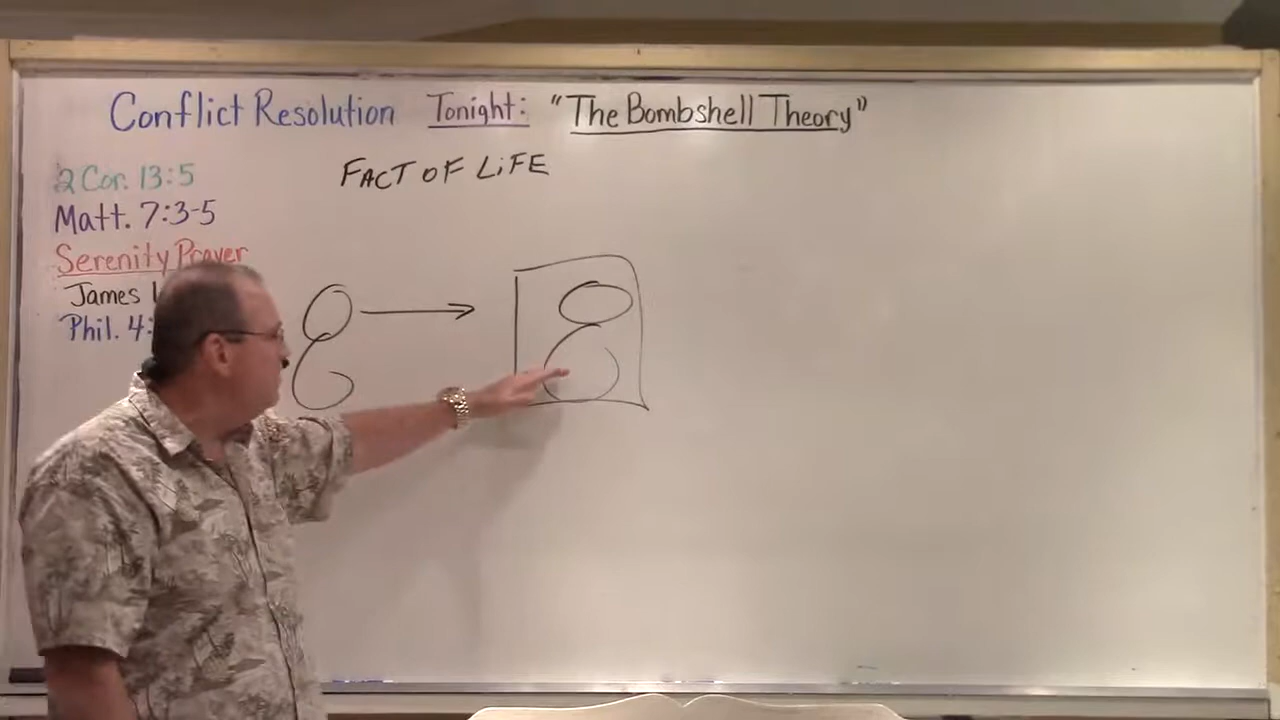 Conflict Resolution Tonight: "The Bombshell Theory"
FACT OF LiFE
2 Cor. 13:5
Matt. 7:3-5
Serenity Prayer
James
Phil. 4: